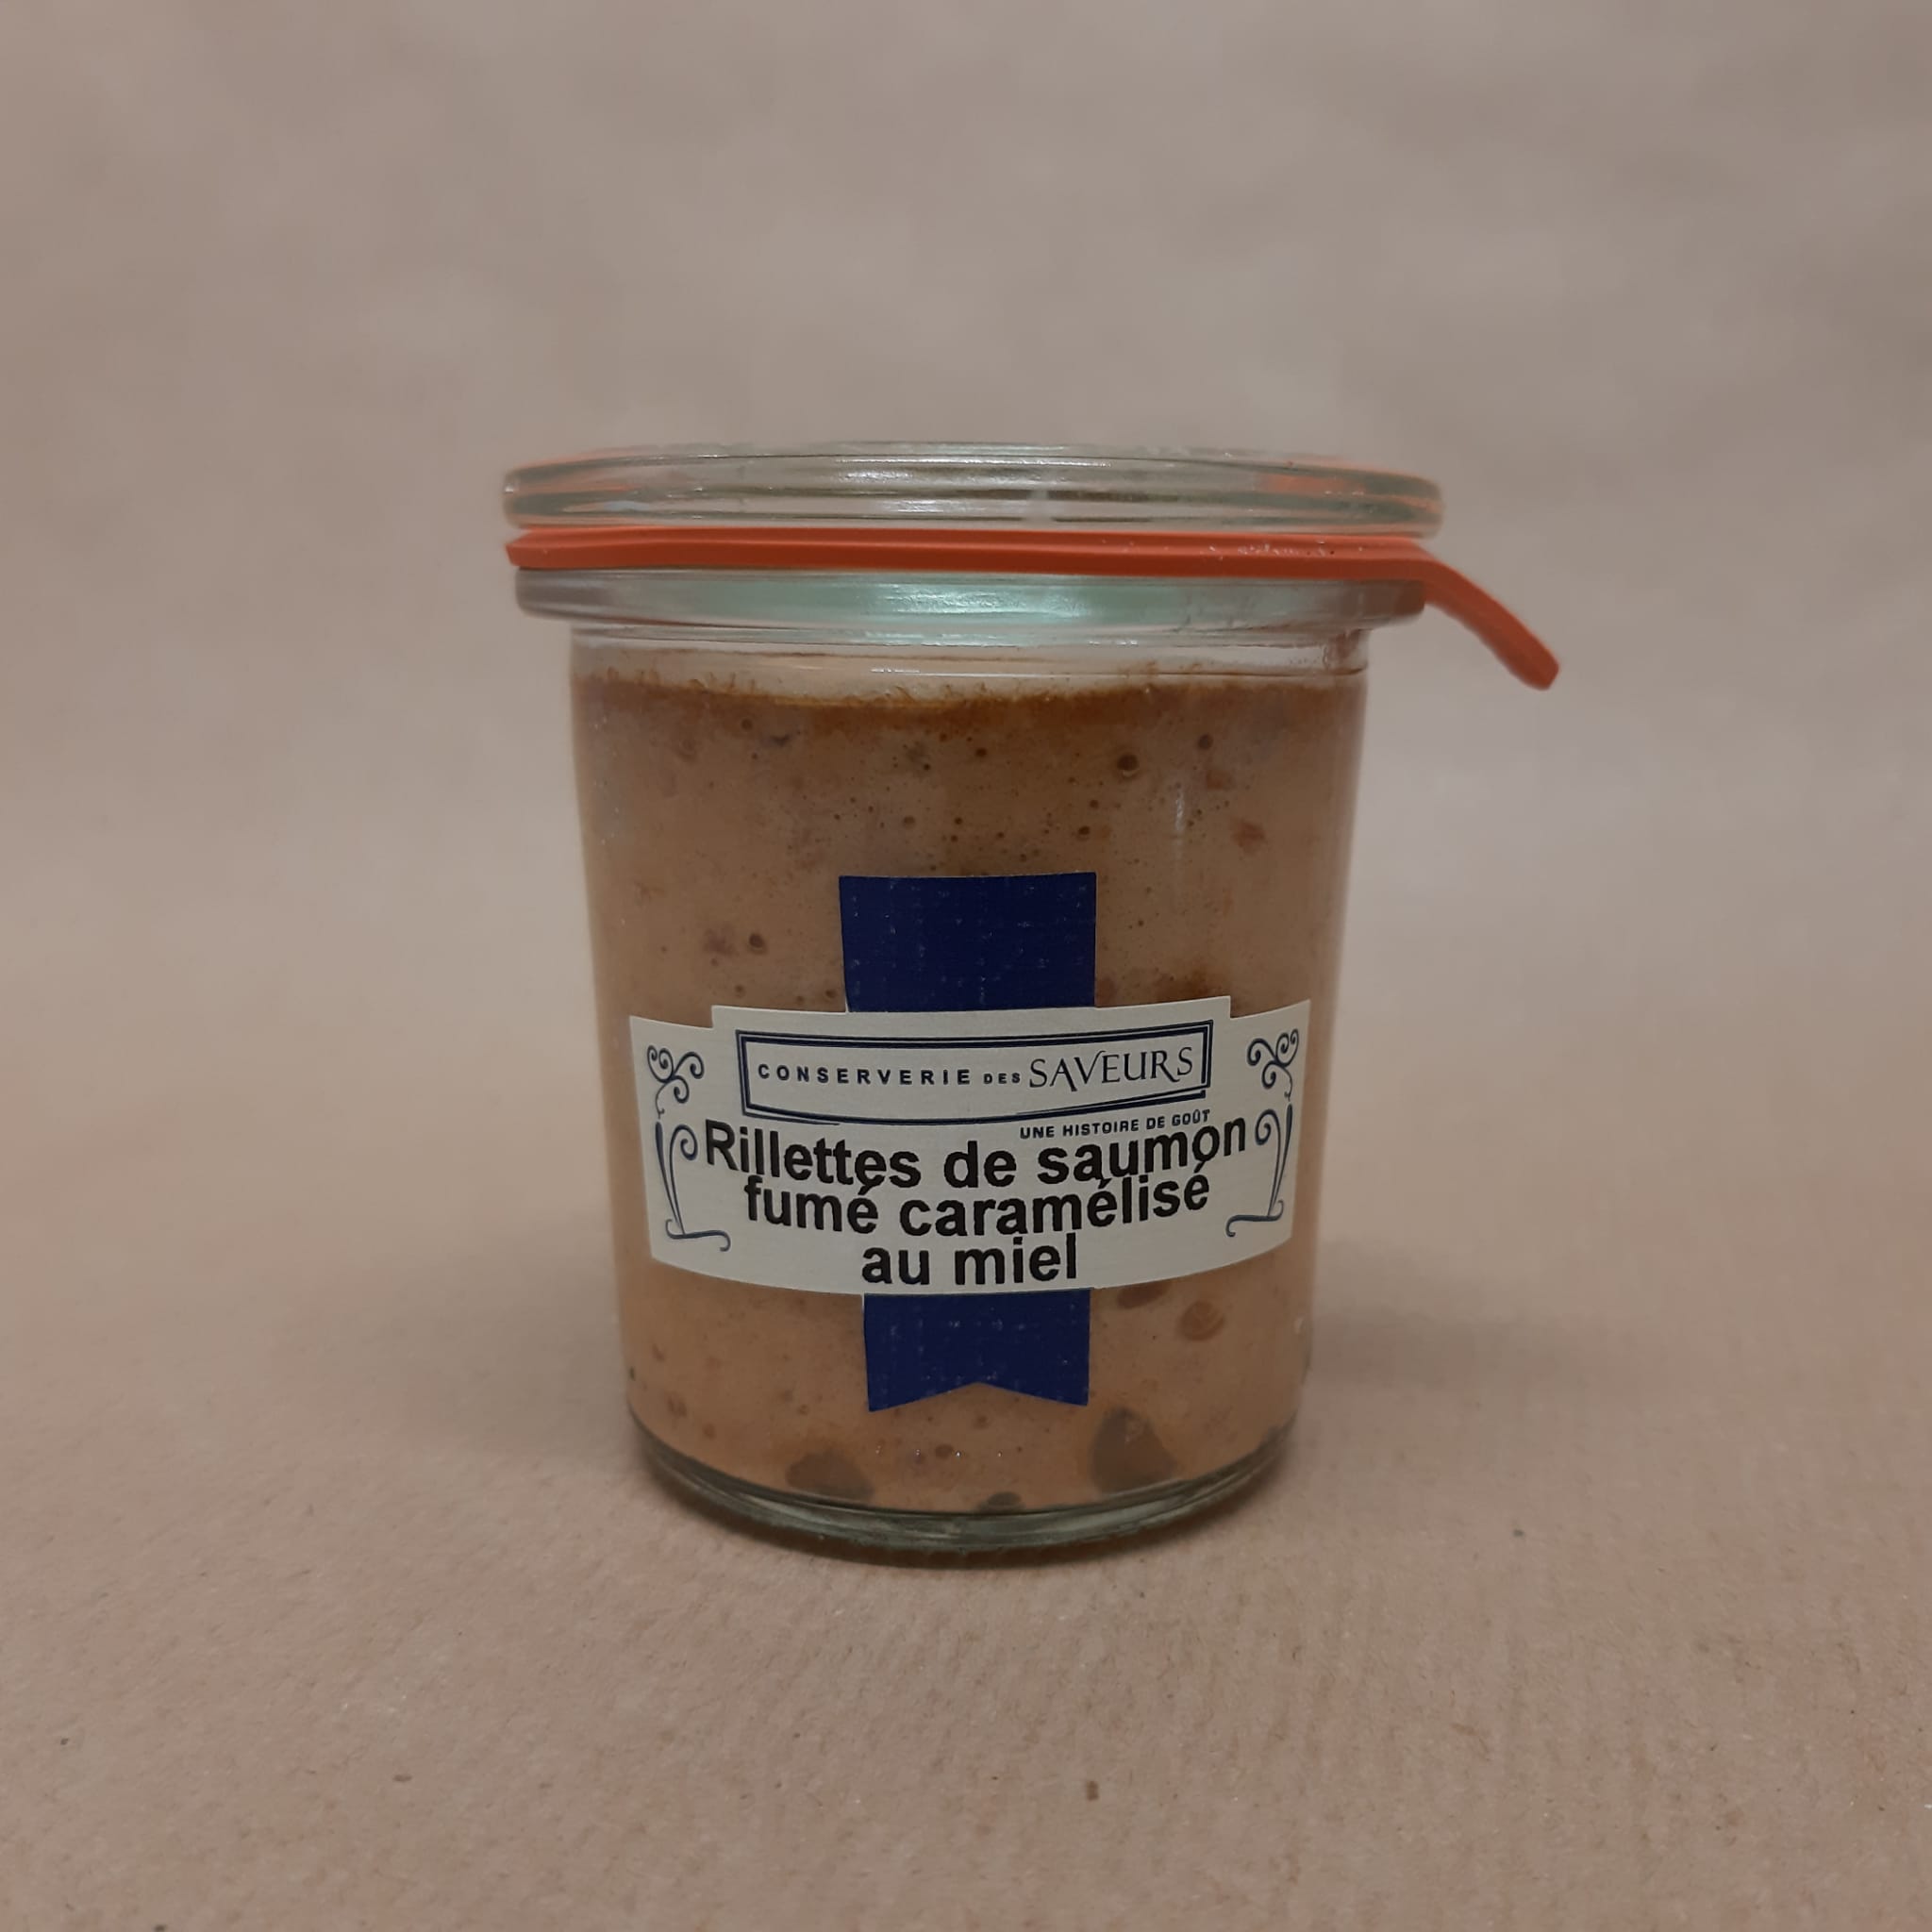 CONSERVERIE DES SAVEURS
UNE HISTOIRE DE GOÛT
Rillettes de saumon
fumé caramélisé
au miel